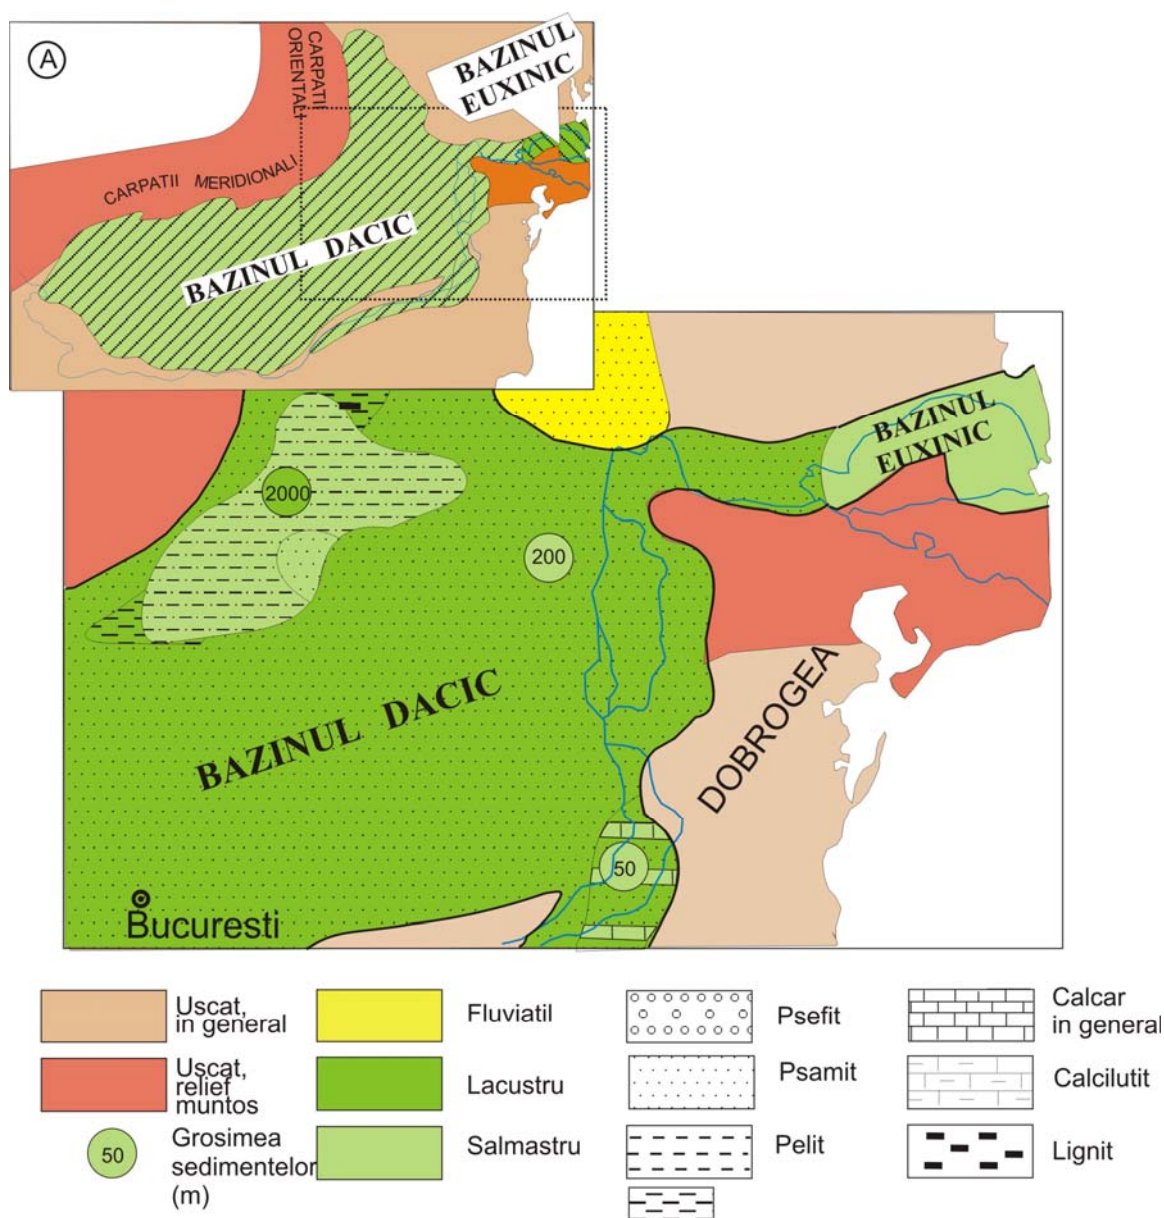 A
CARPATII
ORIENTALI
CARPATII MERIDIONALI
BAZINUL
EUXINIC
BAZINUL DACIC
BAZINUL
EUXINIC
2000
200
BAZINUL DACIC
DOBROGEA
50
Bucuresti
Uscat,
in general
Fluviatil
Psefit
Calcar
in general
Uscat,
relief
muntos
Lacustru
Psamit
Calcilutit
50
Grosimea
sedimentelor
(m)
Salmastru
Pelit
Lignit